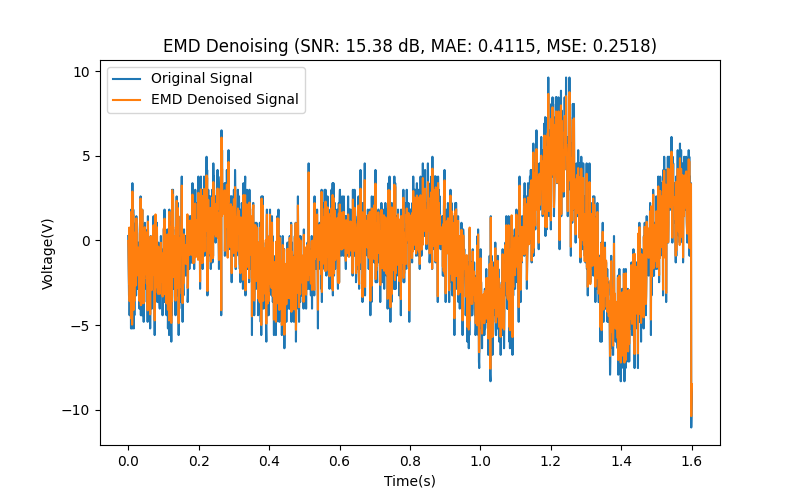 EMD Denoising (SNR: 15.38 dB, MAE: 0.4115, MSE: 0.2518)
Original Signal
EMD Denoised Signal
10
5
0
−5
−10
Voltage(V)
0.0 0.2 0.4 0.6 0.8 1.0 1.2 1.4 1.6
Time(s)